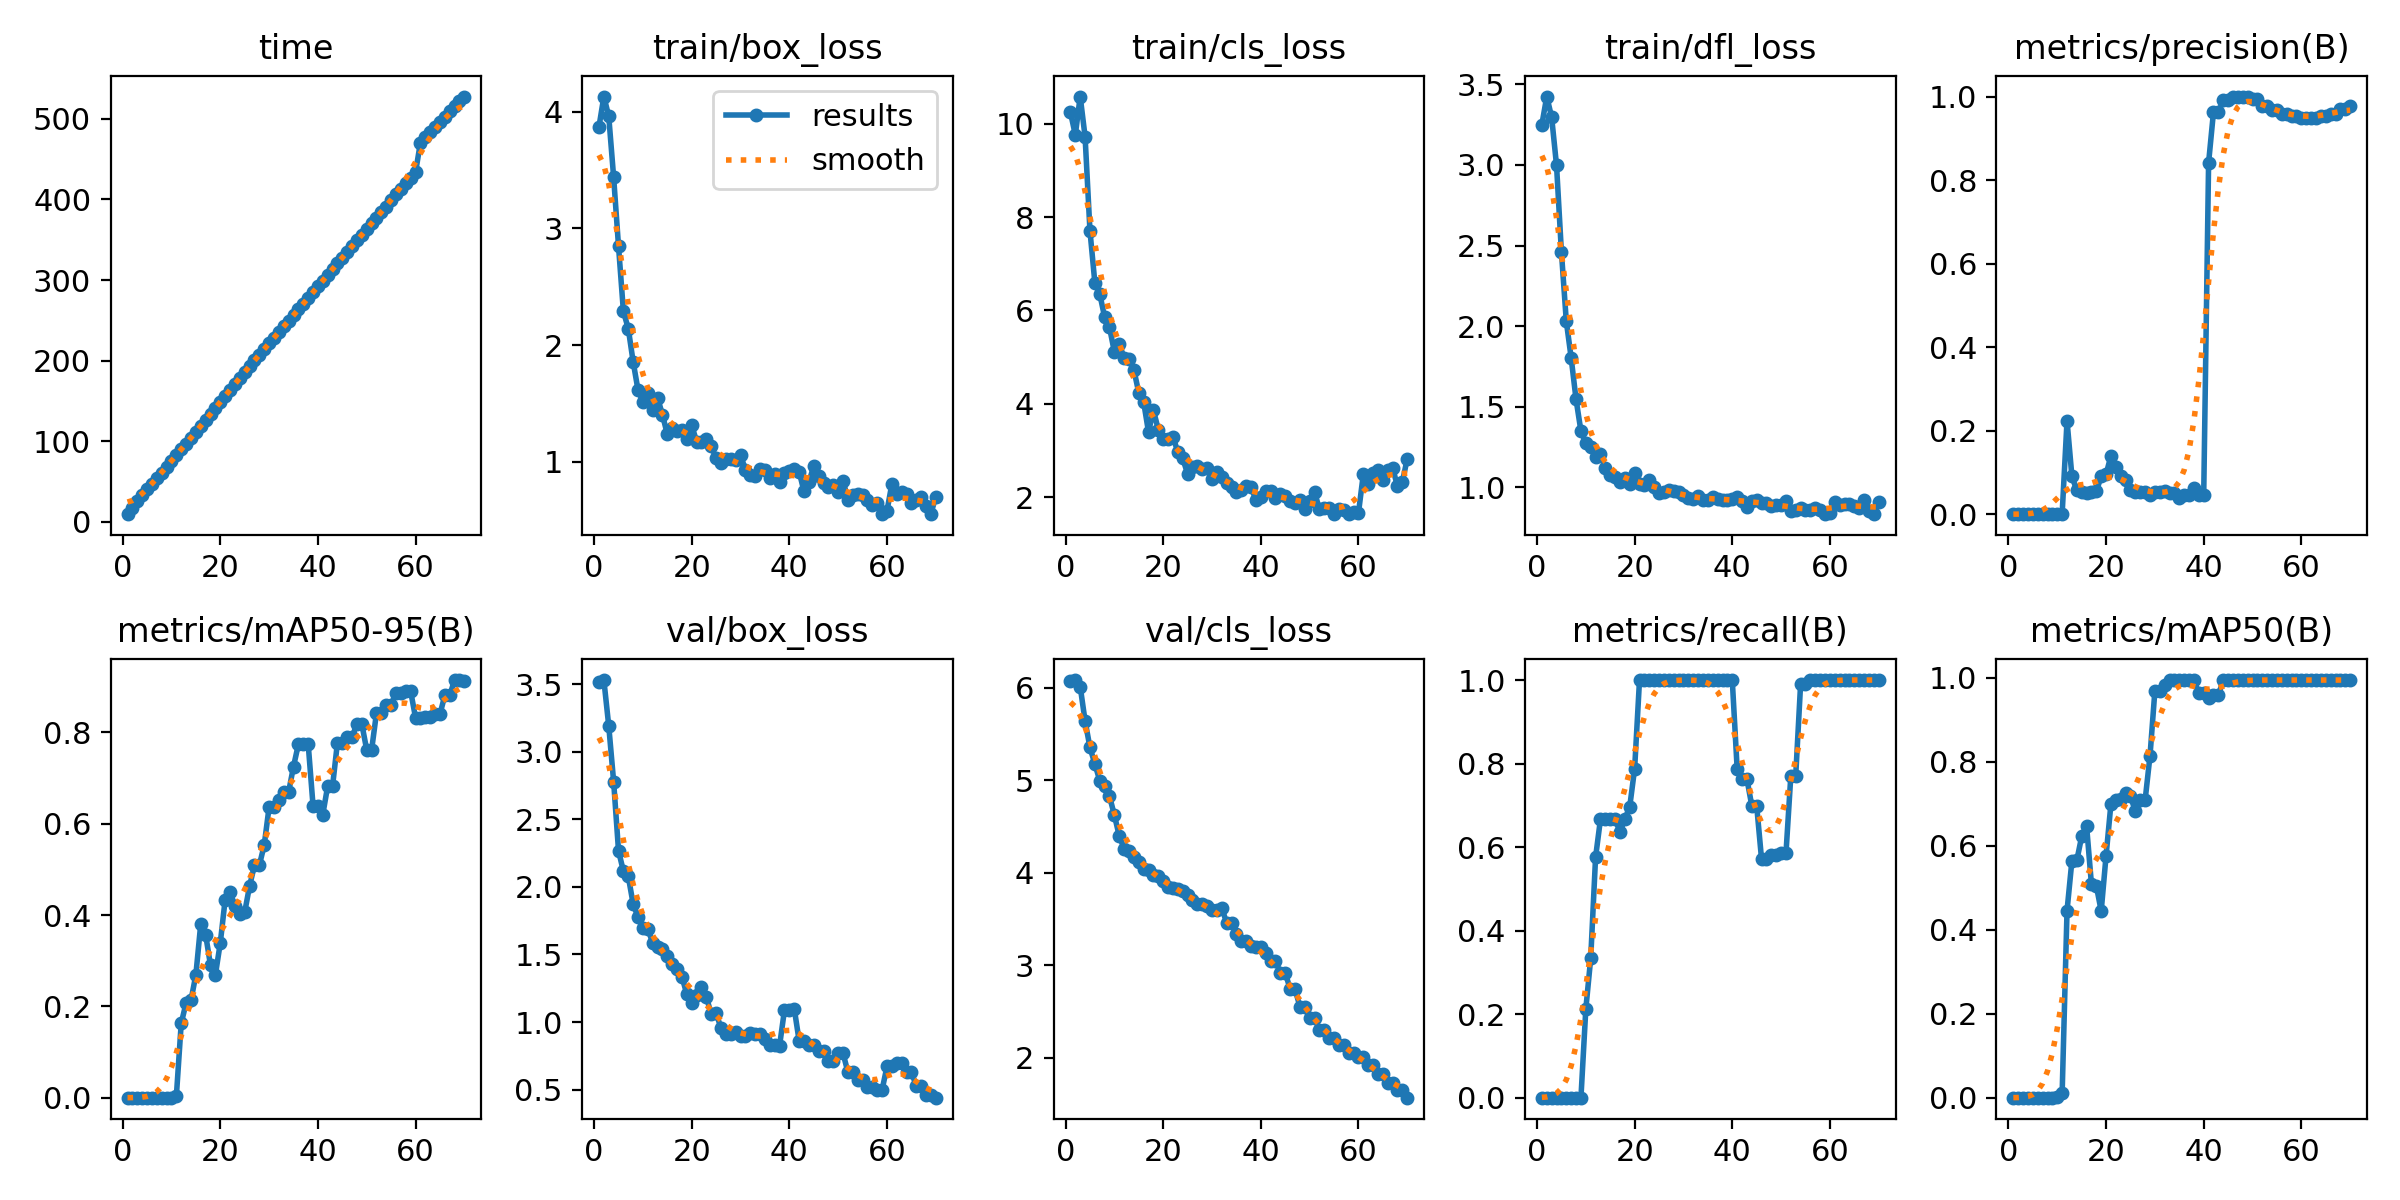 time
train/box_loss
train/cls_loss
train/dfl_loss
metrics/precision(B)
results
smooth
500
400
300
200
100
0
0 20 40 60
4
3
2
1
0 20 40 60
10
8
6
4
2
0 20 40 60
3.5
3.0
2.5
2.0
1.5
1.0
0 20 40 60
1.0
0.8
0.6
0.4
0.2
0.0
0 20 40 60
metrics/mAP50-95(B)
val/box_loss
val/cls_loss
metrics/recall(B)
metrics/mAP50(B)
0.8
0.6
0.4
0.2
0.0
0 20 40 60
3.5
3.0
2.5
2.0
1.5
1.0
0.5
0 20 40 60
6
5
4
3
2
0 20 40 60
1.0
0.8
0.6
0.4
0.2
0.0
0 20 40 60
1.0
0.8
0.6
0.4
0.2
0.0
0 20 40 60